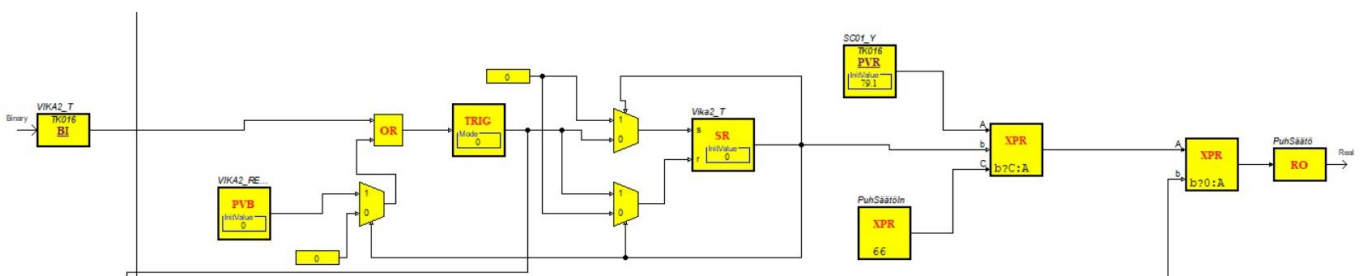 Binary
VIKA2_T
TK016
BI
VIKA2_RE...
PVB
InitValue
0
0
OR
1
0
TRIG
Mode
0
0
1
0
1
0
Vika2_T
s
SR
InitValue
0
r
SC01_Y
TK016
PVR
InitValue
79.1
PuhSäätöIn
XPR
66
A
b
C
XPR
b?C:A
A
b
XPR
b?0:A
PuhSäätö
RO
Real